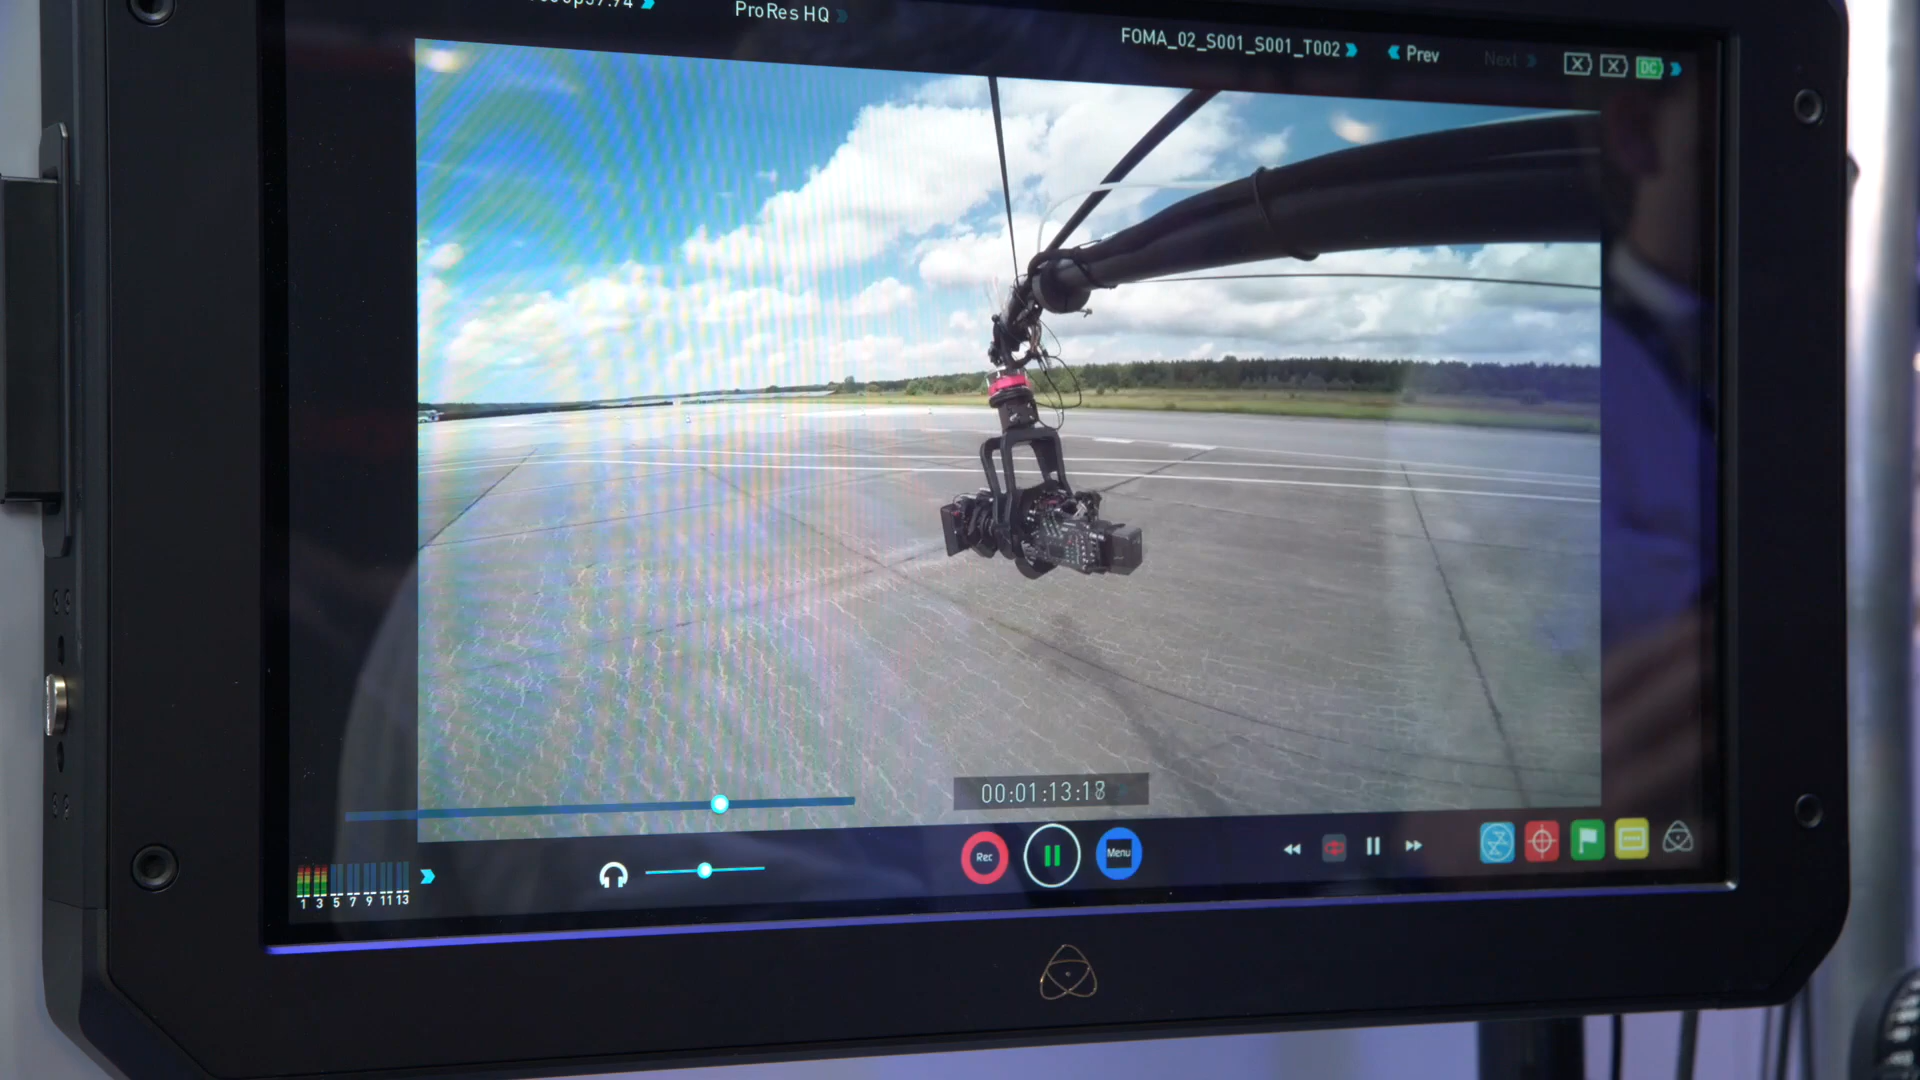 ProRes HQ
FOMA_02_S001_S001_T002
Prev
Next
DC
00:01:13:18
Rec
Menu
1 3 5 7 9 11 13